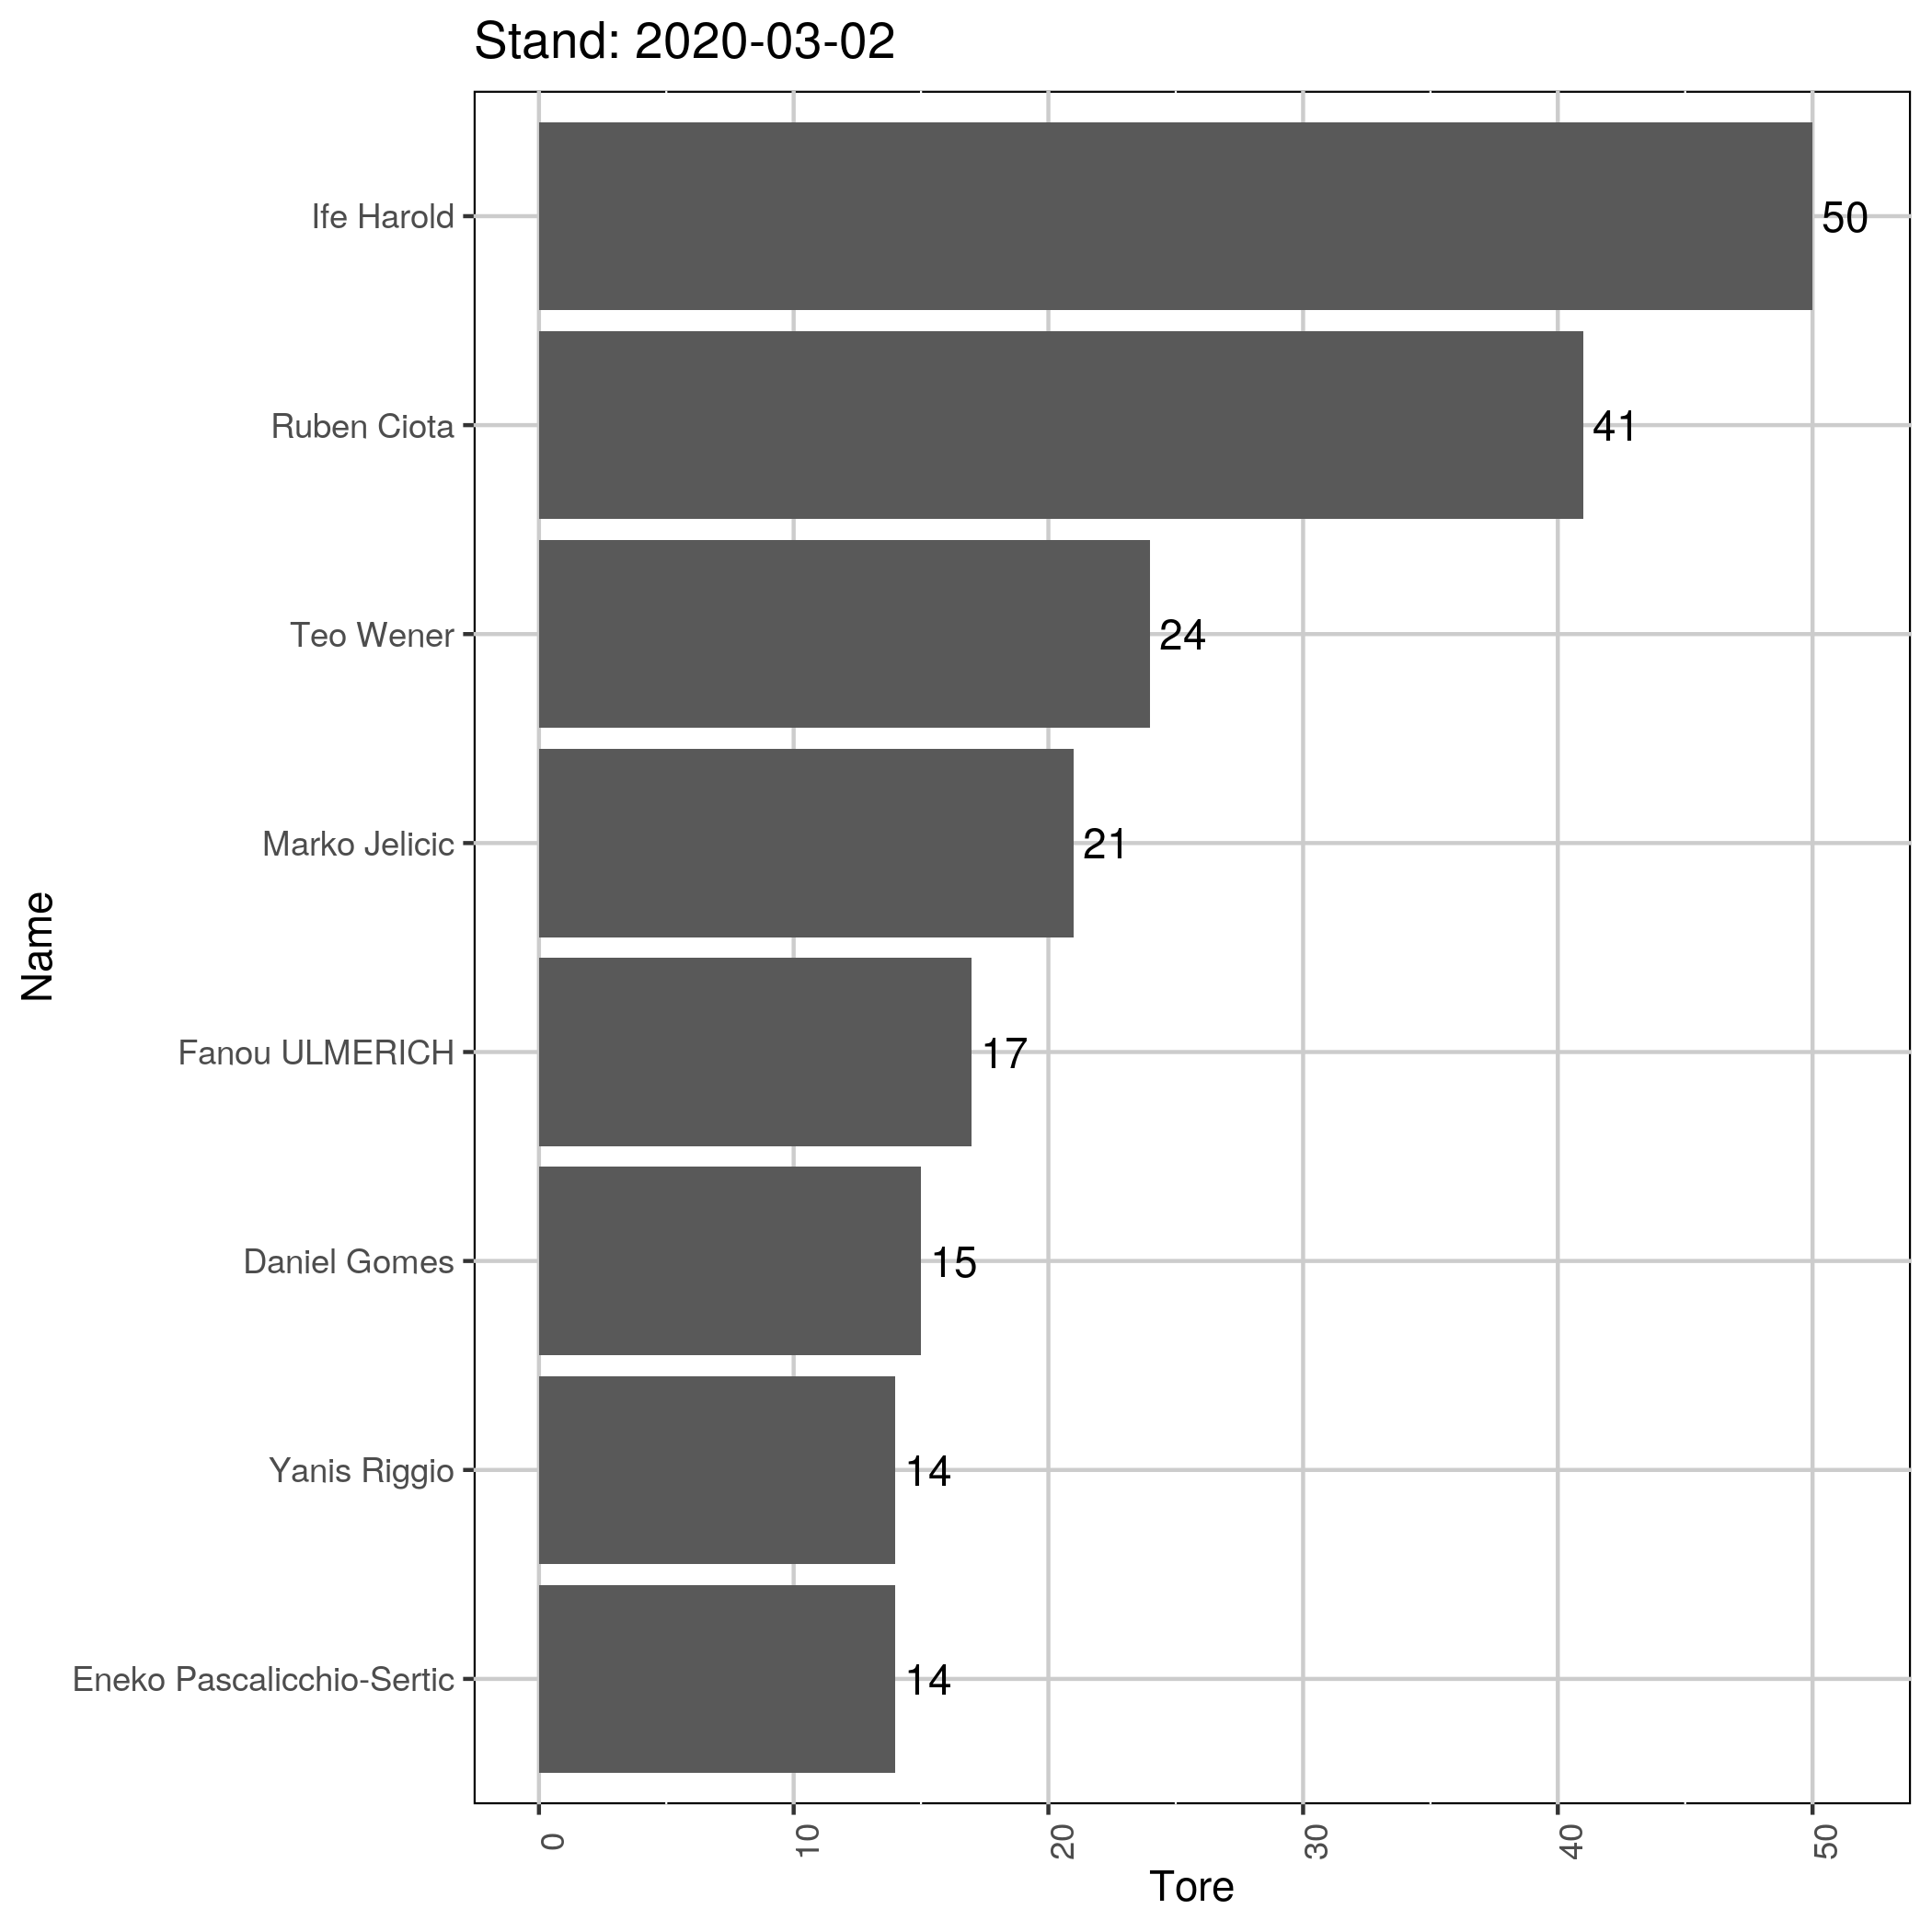 Stand: 2020-03-02
Ife Harold
50
Ruben Ciota
41
Teo Wener
24
Marko Jelicic
21
Fanou ULMERICH
17
Daniel Gomes
15
Yanis Riggio
14
Eneko Pascalicchio-Sertic
14
Name
0
10
20
30
40
50
Tore